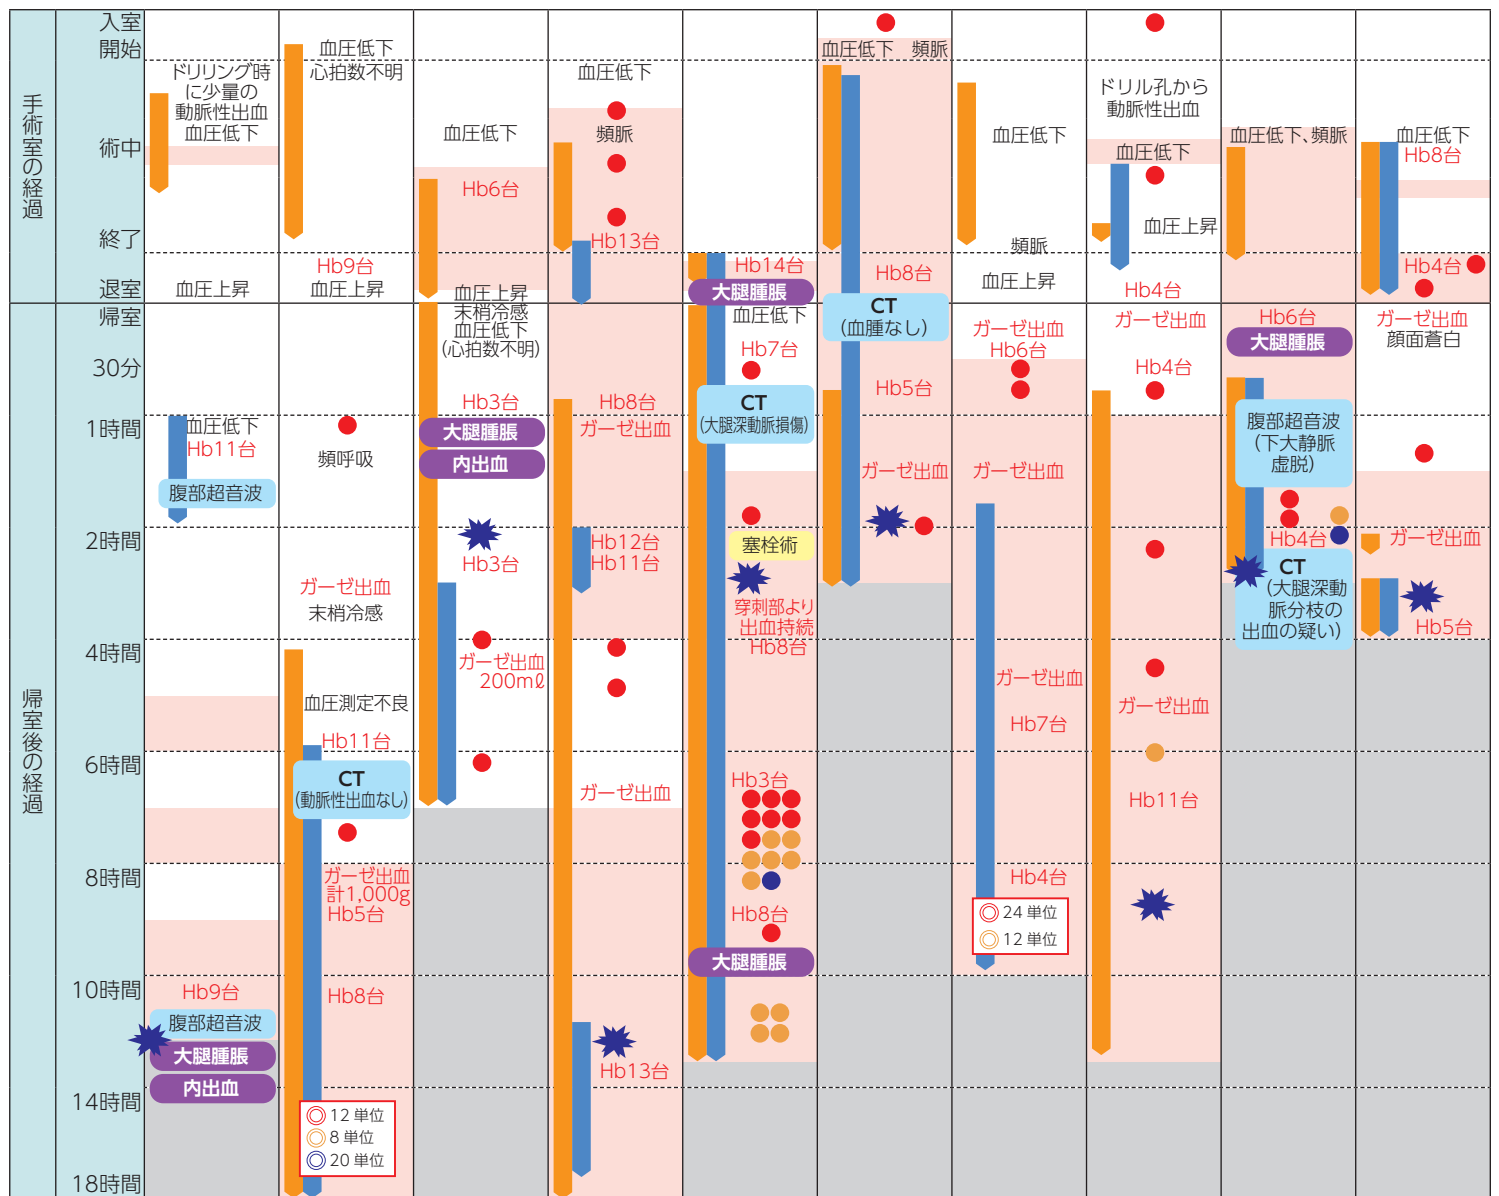 手術室の経過
入室
開始
術中
終了
退室
帰室後の経過
帰室
30分
1時間
2時間
4時間
6時間
8時間
10時間
14時間
18時間
ドリリング時
に少量の
動脈性出血
血圧低下
血圧上昇
血圧低下
Hb11台
腹部超音波
Hb9台
腹部超音波
大腿腫脹
内出血
血圧低下
心拍数不明
Hb9台
血圧上昇
頻呼吸
ガーゼ出血
末梢冷感
血圧測定不良
Hb11台
CT
(動脈性出血なし)
ガーゼ出血
計1,000g
Hb5台
Hb8台
12単位
8単位
20単位
血圧低下
Hb6台
血圧上昇
末梢冷感
血圧低下
(心拍数不明)
Hb3台
大腿腫脹
内出血
Hb3台
ガーゼ出血
200mℓ
血圧低下
頻脈
Hb13台
Hb8台
ガーゼ出血
Hb12台
Hb11台
ガーゼ出血
Hb13台
Hb14台
大腿腫脹
血圧低下
Hb7台
CT
(大腿深動脈損傷)
塞栓術
穿刺部より
出血持続
Hb8台
Hb3台
Hb8台
大腿腫脹
血圧低下 頻脈
Hb8台
CT
(血腫なし)
Hb5台
ガーゼ出血
血圧低下
頻脈
血圧上昇
ガーゼ出血
Hb6台
ガーゼ出血
ガーゼ出血
Hb7台
Hb4台
24単位
12単位
ドリル孔から
動脈性出血
血圧低下
血圧上昇
Hb4台
ガーゼ出血
Hb4台
ガーゼ出血
Hb11台
血圧低下、頻脈
Hb6台
大腿腫脹
腹部超音波
(下大静脈
虚脱)
Hb4台
CT
(大腿深動
脈分枝の
出血の疑い)
血圧低下
Hb8台
Hb4台
ガーゼ出血
顔面蒼白
ガーゼ出血
Hb5台